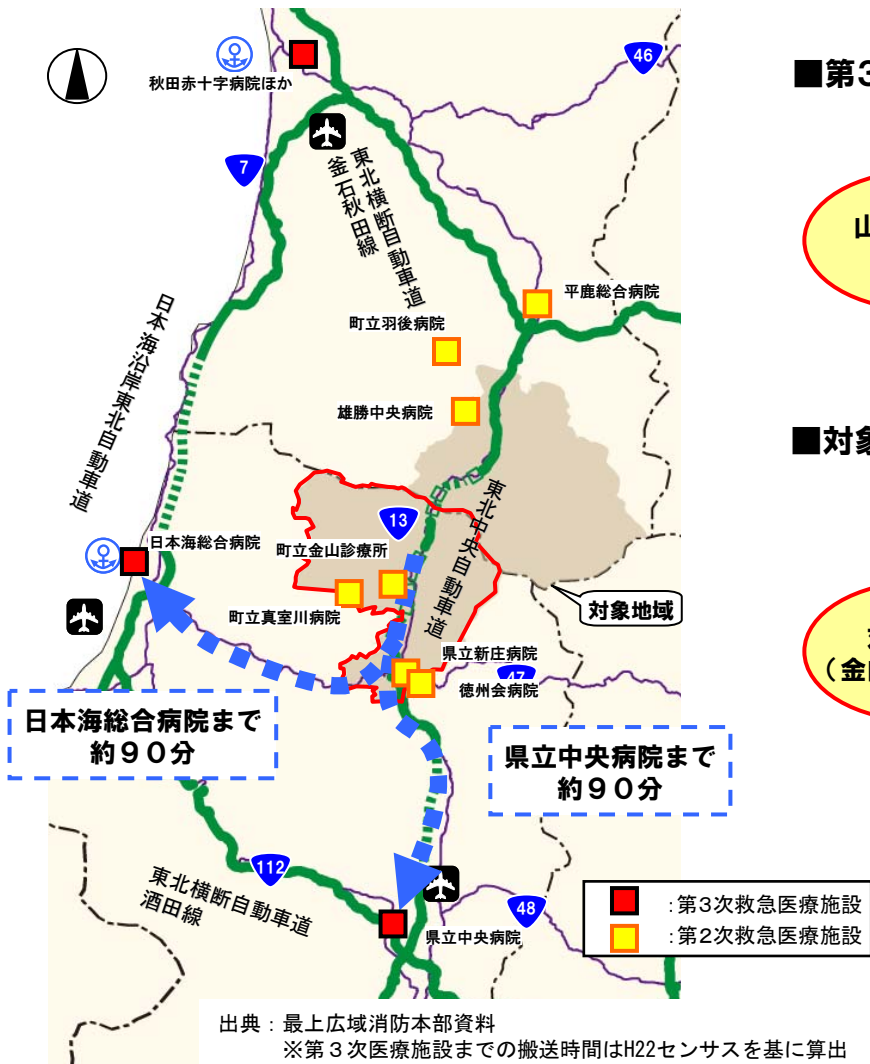 秋田赤十字病院ほか
46
7
東北横断自動車道
釜石秋田線
平鹿総合病院
町立羽後病院
雄勝中央病院
日本海沿岸東北自動車道
13
東北中央自動車道
日本海総合病院
町立金山診療所
町立真室川病院
対象地域
県立新庄病院
47
徳州会病院
日本海総合病院まで
約９０分
県立中央病院まで
約９０分
112
東北横断自動車道
酒田線
48
県立中央病院
:第３次救急医療施設
:第２次救急医療施設
出典：最上広域消防本部資料
※第３次医療施設までの搬送時間はH22センサスを基に算出
■第3
山
■対象
（金